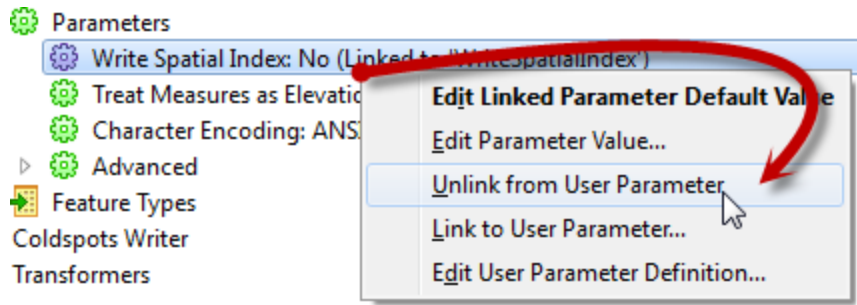 Parameters
Write Spatial Index: No (Linked to 'WriteSpatialIndex')
Treat Measures as Elevatio
Character Encoding: ANS
Advanced
Feature Types
Coldspots Writer
Transformers
Edit Linked Parameter Default Value
Edit Parameter Value...
Unlink from User Parameter
Link to User Parameter...
Edit User Parameter Definition...